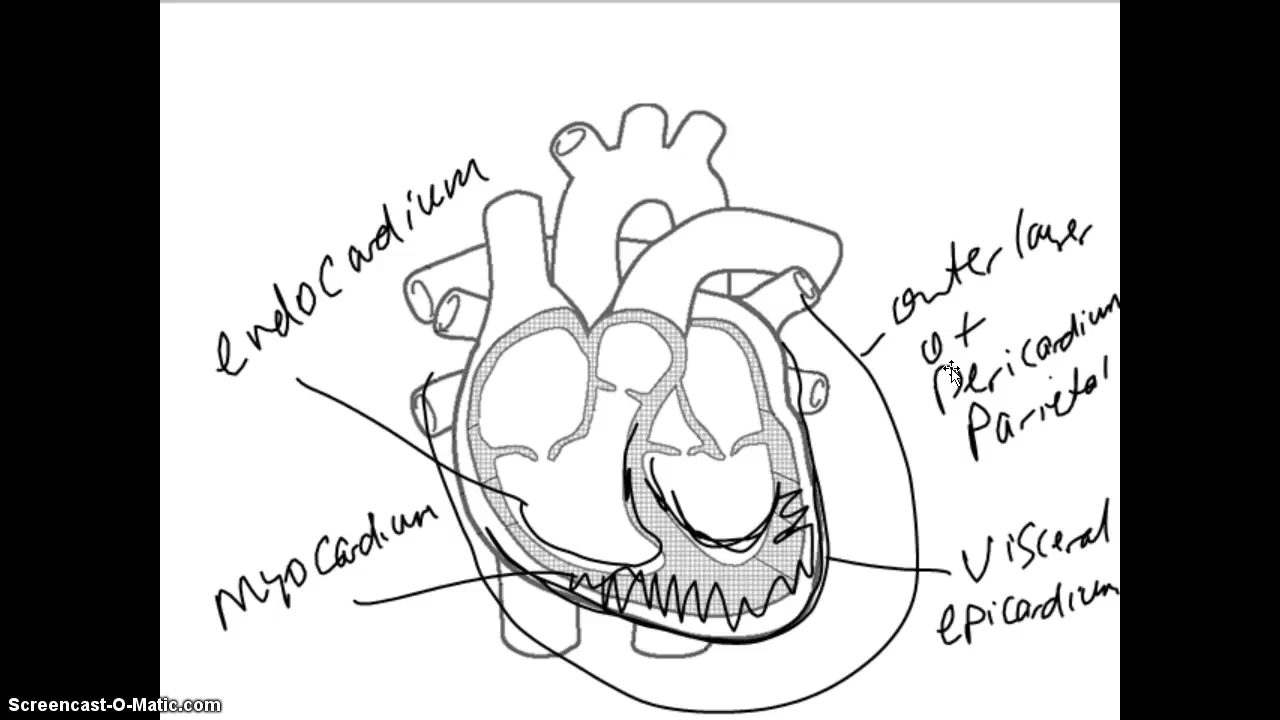 endocardium
outer layer
of
pericardium
parietal
myocardium
visceral
epicardium
Screencast-O-Matic.com